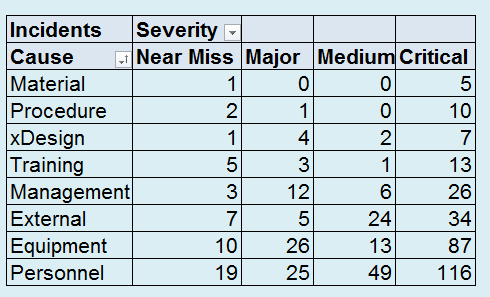 Incidents Severity
Cause Near Miss Major Medium Critical
Material 1 0 0 5
Procedure 2 1 0 10
xDesign 1 4 2 7
Training 5 3 1 13
Management 3 12 6 26
External 7 5 24 34
Equipment 10 26 13 87
Personnel 19 25 49 116